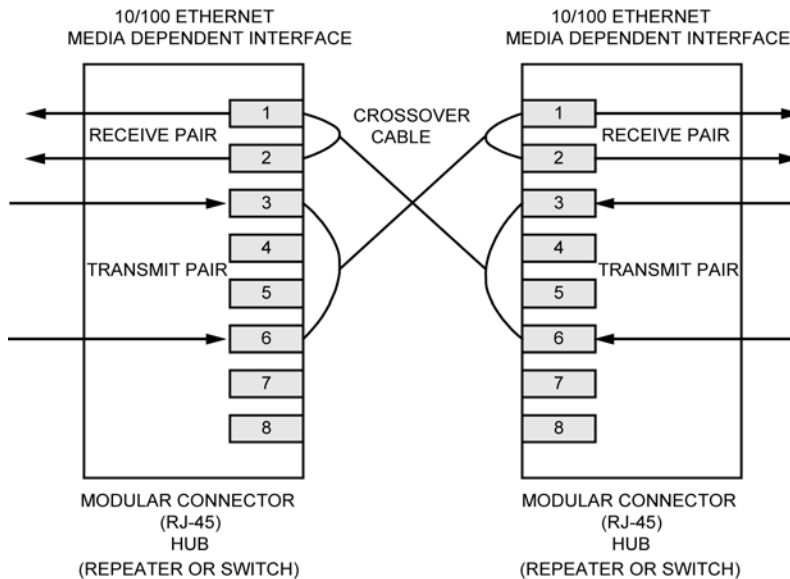 10/100 ETHERNET
MEDIA DEPENDENT INTERFACE
10/100 ETHERNET
MEDIA DEPENDENT INTERFACE
1
RECEIVE PAIR
2
3
4
TRANSMIT PAIR
5
6
7
8
CROSSOVER
CABLE
1
RECEIVE PAIR
2
3
4
TRANSMIT PAIR
5
6
7
8
MODULAR CONNECTOR
(RJ-45)
HUB
(REPEATER OR SWITCH)
MODULAR CONNECTOR
(RJ-45)
HUB
(REPEATER OR SWITCH)